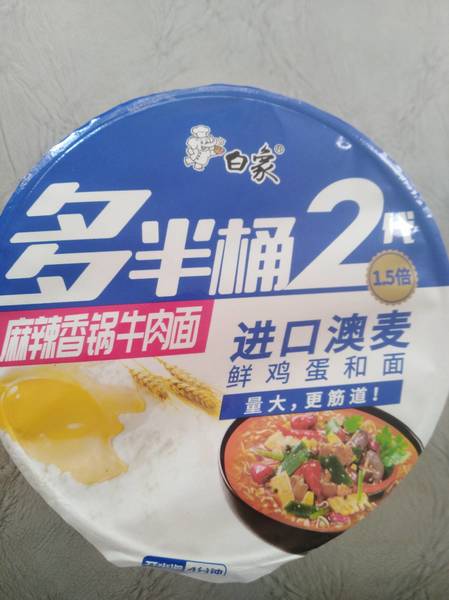 白象®
多半桶2代
1.5倍
麻辣香锅牛肉面
进口澳麦
鲜鸡蛋和面
量大，更筋道！